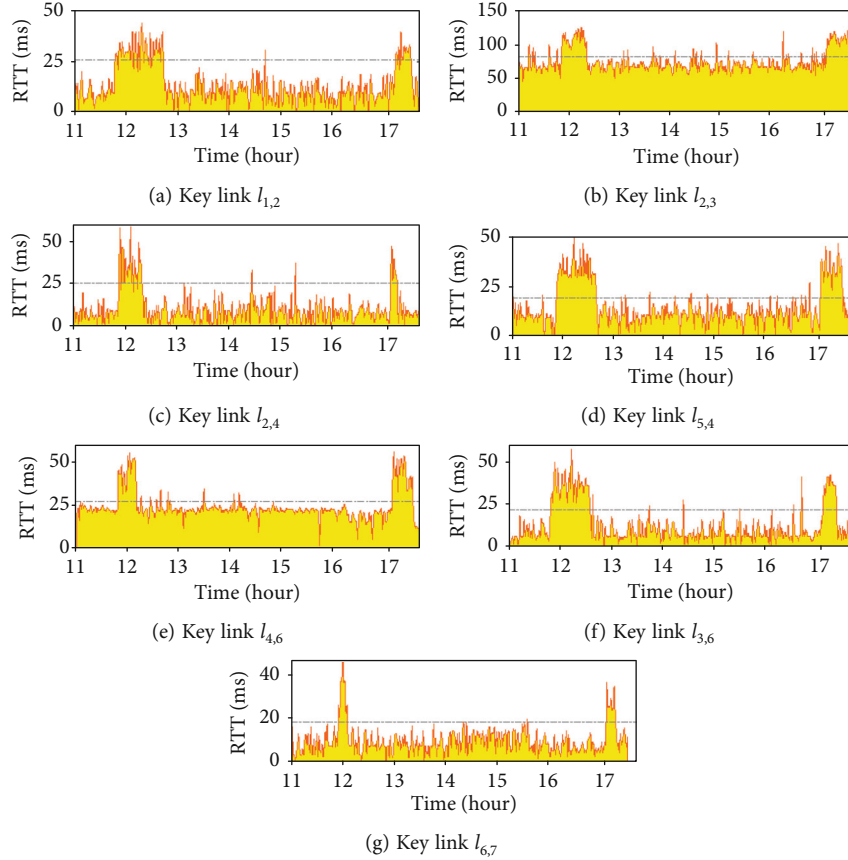 RTT (ms)
50
25
0
11 12 13 14 15 16 17
Time (hour)
(a) Key link l1,2
RTT (ms)
150
100
50
0
11 12 13 14 15 16 17
Time (hour)
(b) Key link l2,3
RTT (ms)
50
25
0
11 12 13 14 15 16 17
Time (hour)
(c) Key link l2,4
RTT (ms)
50
25
0
11 12 13 14 15 16 17
Time (hour)
(d) Key link l5,4
RTT (ms)
50
25
0
11 12 13 14 15 16 17
Time (hour)
(e) Key link l4,6
RTT (ms)
50
25
0
11 12 13 14 15 16 17
Time (hour)
(f) Key link l3,6
RTT (ms)
40
20
0
11 12 13 14 15 16 17
Time (hour)
(g) Key link l6,7